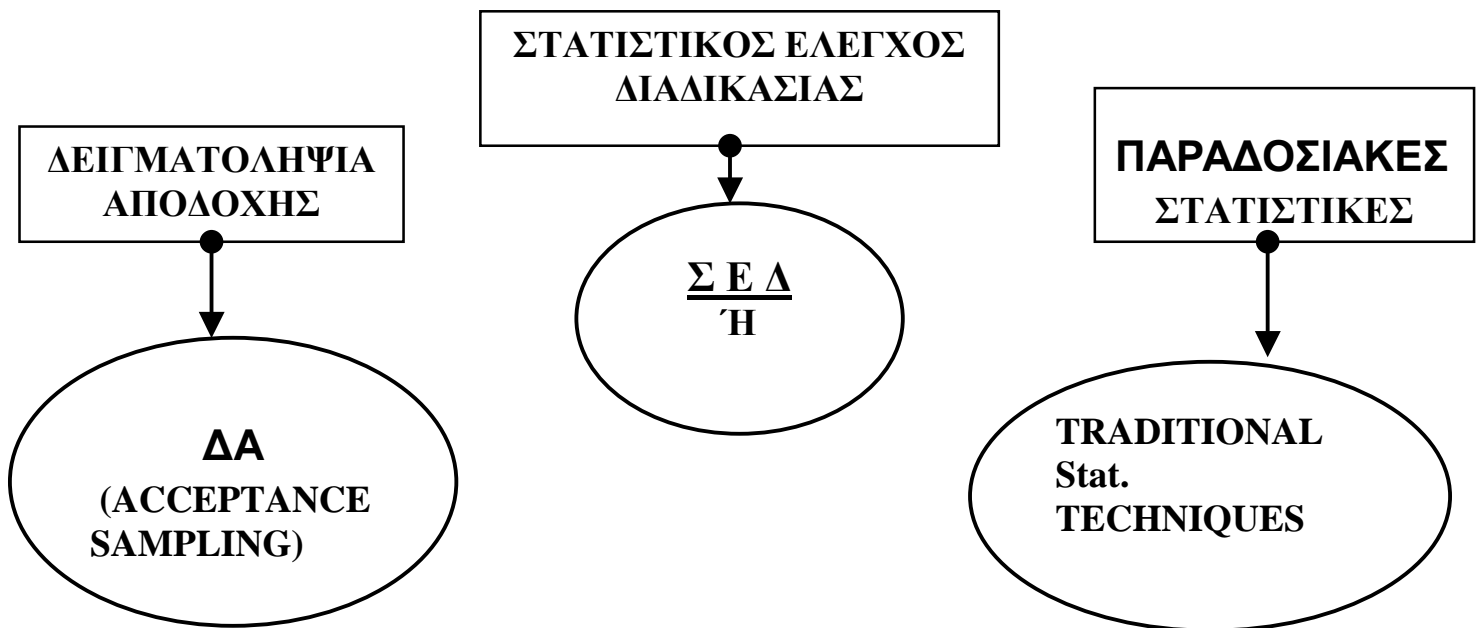 ΣΤΑΤΙΣΤΙΚΟΣ ΕΛΕΓΧΟΣ
ΔΙΑΔΙΚΑΣΙΑΣ
ΔΕΙΓΜΑΤΟΛΗΨΙΑ
ΑΠΟΔΟΧΗΣ
ΠΑΡΑΔΟΣΙΑΚΕΣ
ΣΤΑΤΙΣΤΙΚΕΣ
Σ Ε Δ
Ή
ΔΑ
(ACCEPTANCE
SAMPLING)
TRADITIONAL
Stat.
TECHNIQUES